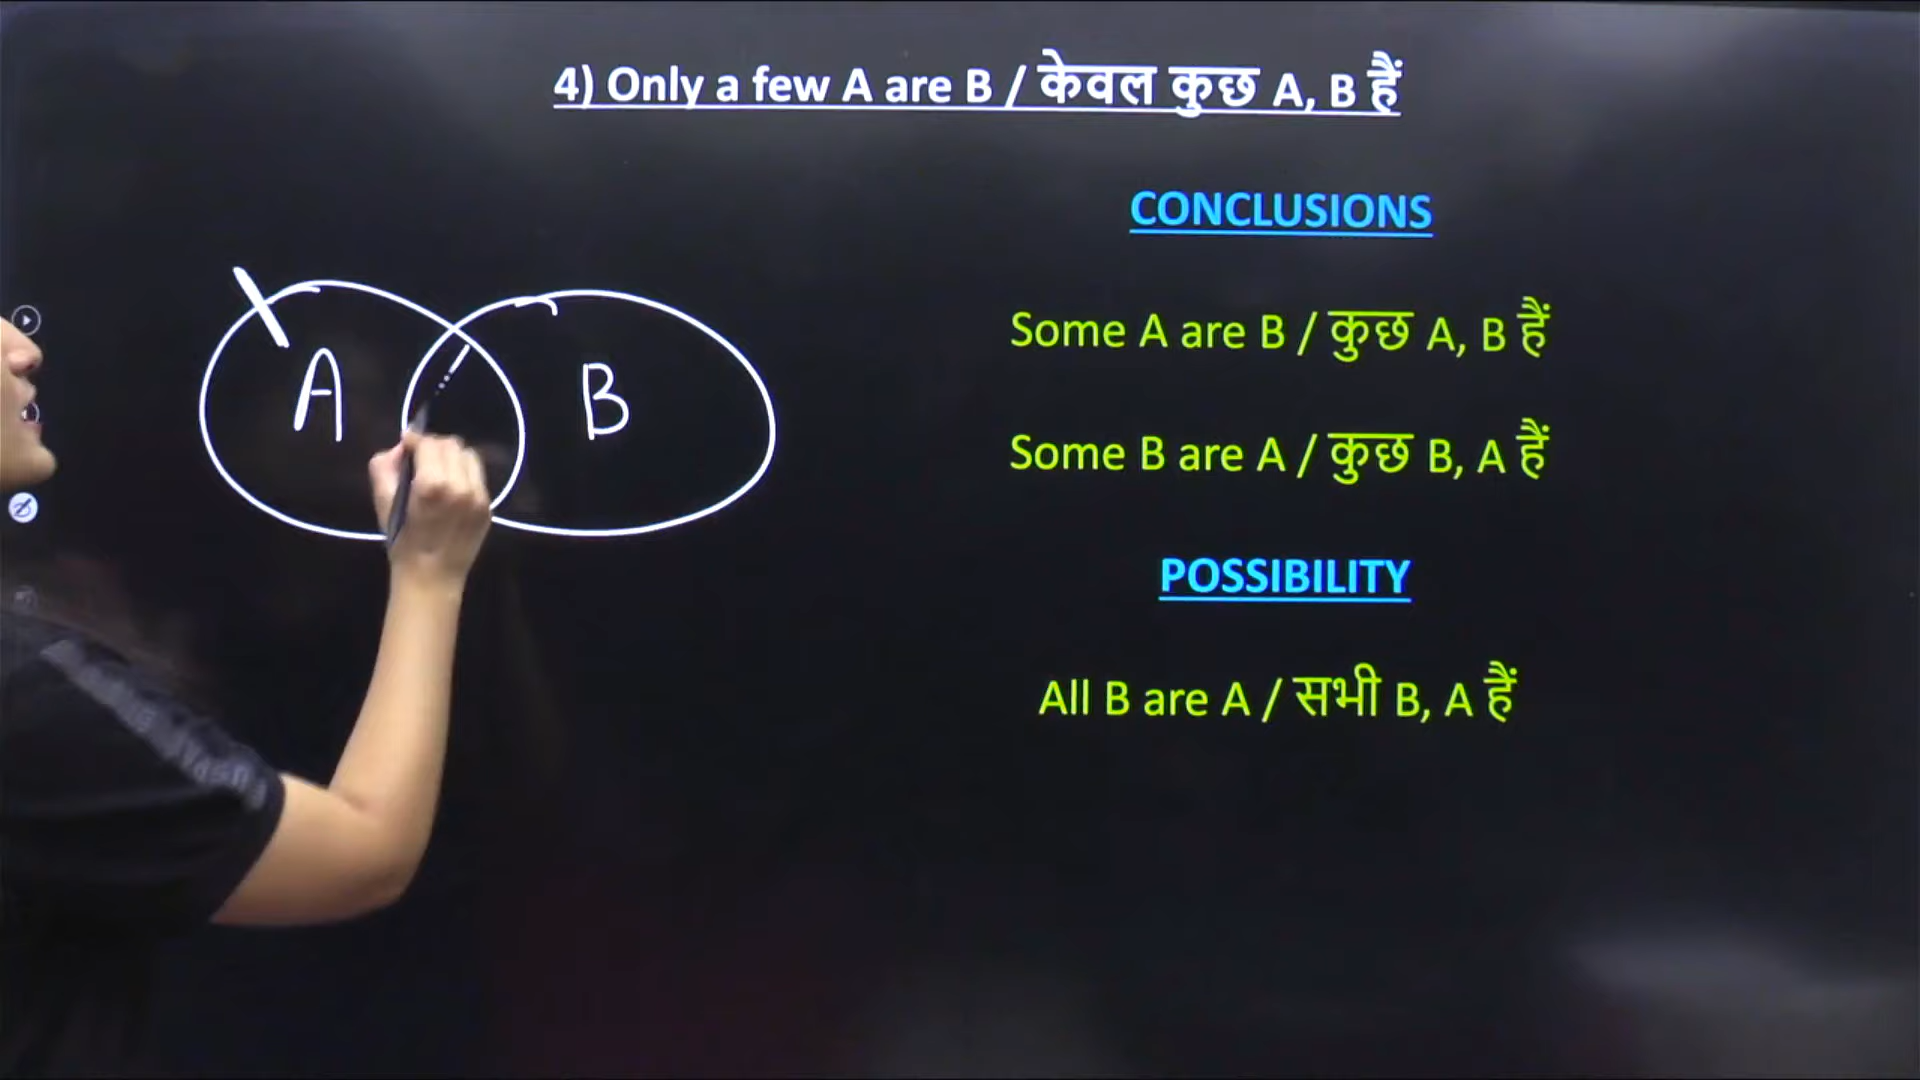 4) Only a few A are B / केवल कुछ A, B हैं
CONCLUSIONS
Some A are B / कुछ A, B हैं
A
B
Some B are A / कुछ B, A हैं
POSSIBILITY
All B are A / सभी B, A हैं